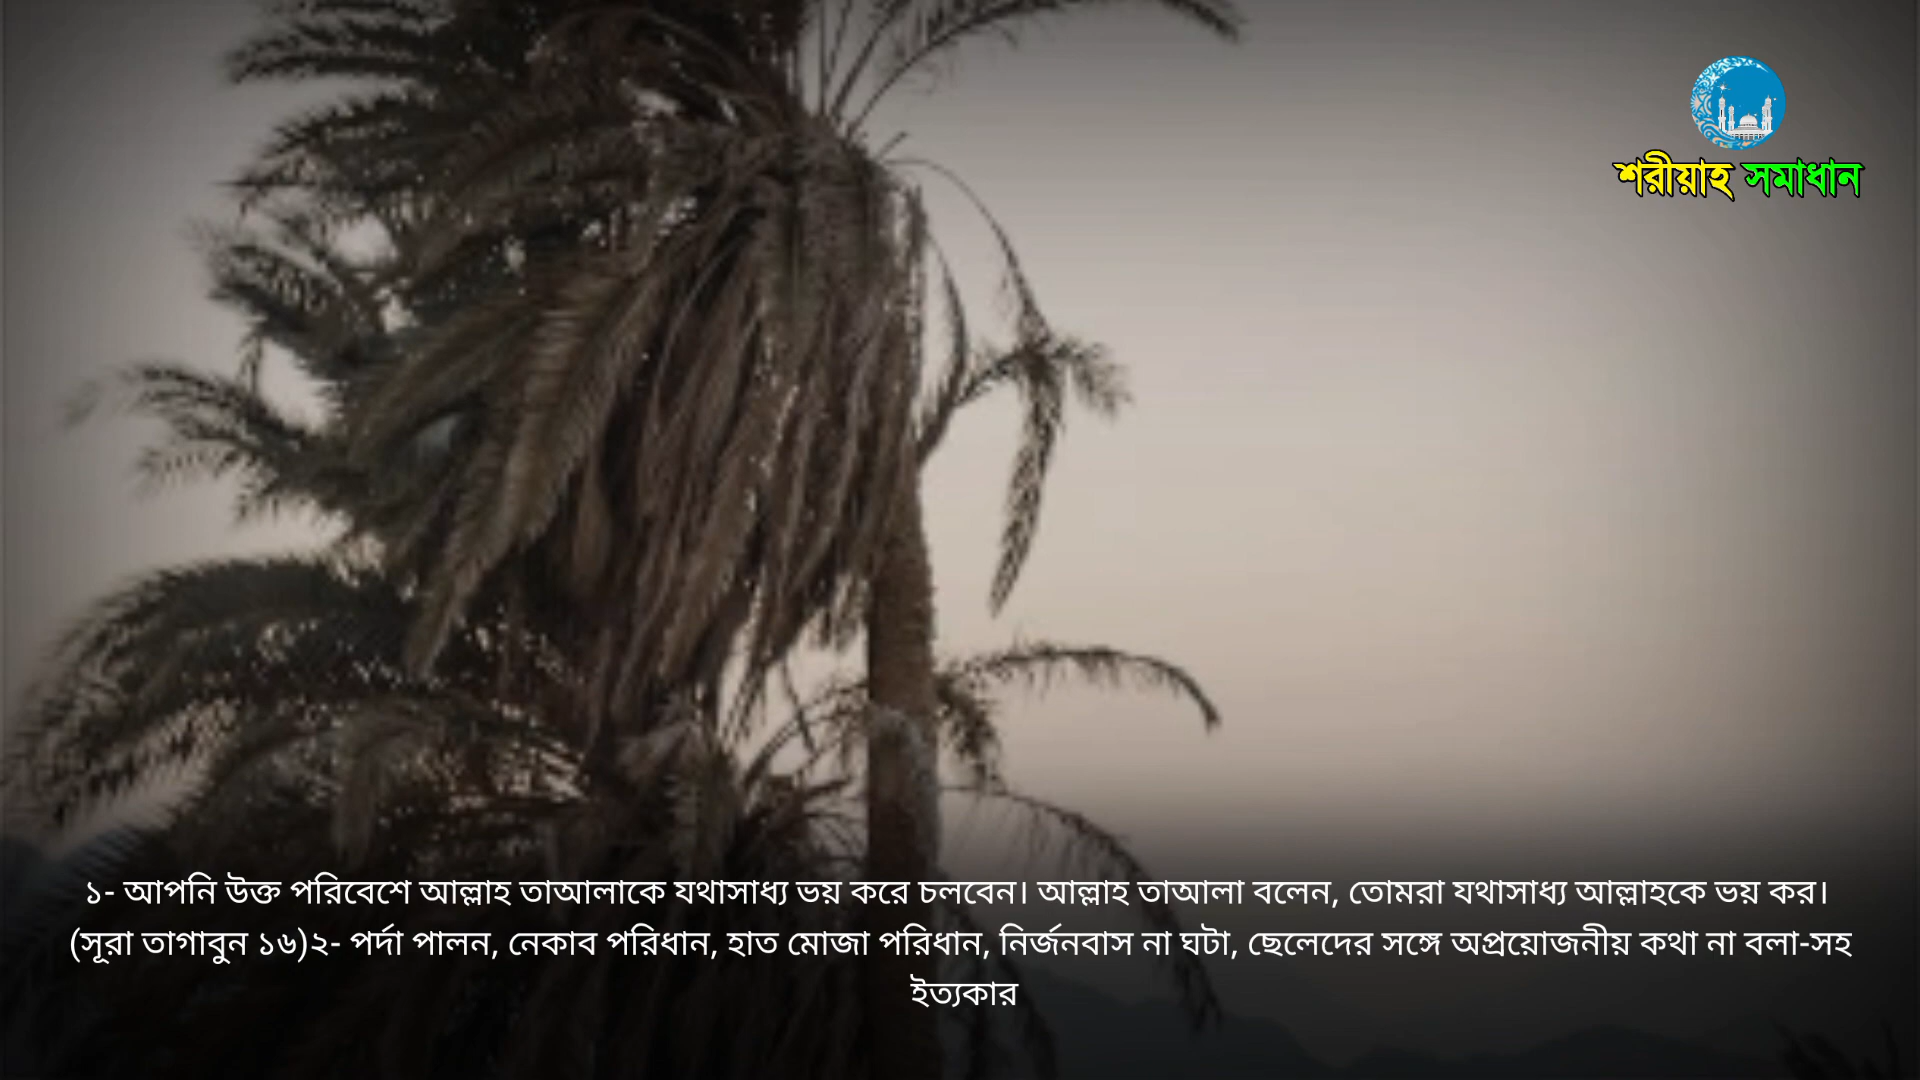 শরীয়াহ সমাধান
১- আপনি উক্ত পরিবেশে আল্লাহ তাআলাকে যথাসাধ্য ভয় করে চলবেন। আল্লাহ তাআলা বলেন, তোমরা যথাসাধ্য আল্লাহকে ভয় কর।
(সূরা তাগাবুন ১৬)২- পর্দা পালন, নেকাব পরিধান, হাত মোজা পরিধান, নির্জনবাস না ঘটা, ছেলেদের সঙ্গে অপ্রয়োজনীয় কথা না বলা-সহ
ইত্যকার